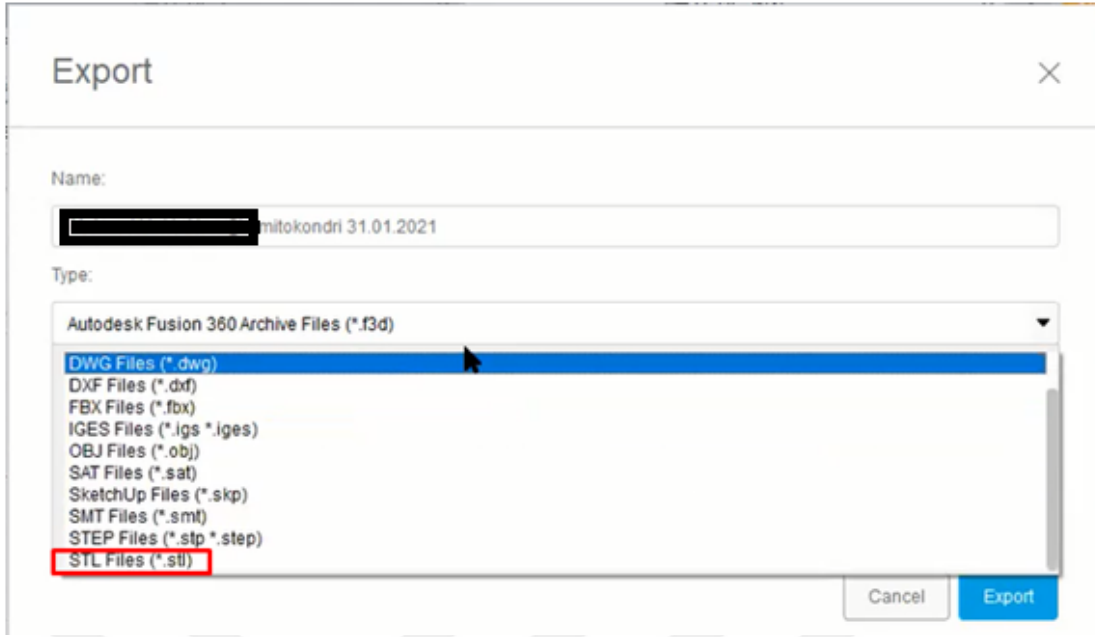 Export
Name:
mitokondri 31.01.2021
Type:
Autodesk Fusion 360 Archive Files (*.f3d)
DWG Files (*.dwg)
DXF Files (*.dxf)
FBX Files (*.fbx)
IGES Files (*.igs *.iges)
OBJ Files (*.obj)
SAT Files (*.sat)
SketchUp Files (*.skp)
SMT Files (*.smt)
STEP Files (*.stp *.step)
STL Files (*.stl)
Cancel
Export